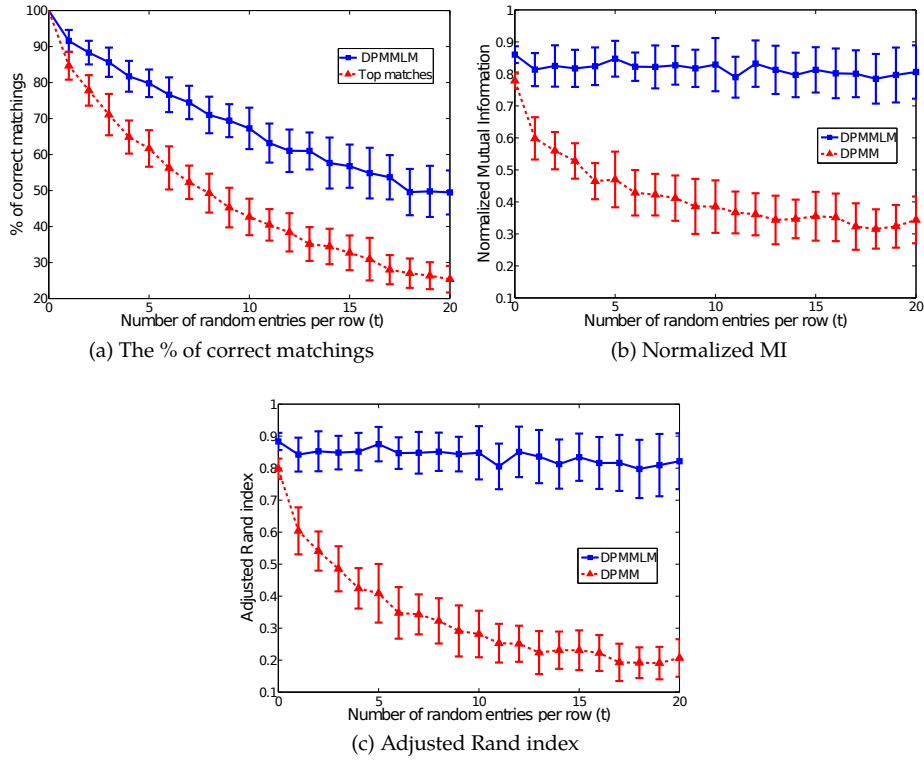 100
90
80
70
60
50
40
30
20
0
5
10
15
20
% of correct matchings
Number of random entries per row (t)
DPMMLM
Top matches
(a) The % of correct matchings
1
0.9
0.8
0.7
0.6
0.5
0.4
0.3
0.2
0.1
0
5
10
15
20
Normalized Mutual Information
Number of random entries per row (t)
DPMMLM
DPMM
(b) Normalized MI
1
0.9
0.8
0.7
0.6
0.5
0.4
0.3
0.2
0.1
0
5
10
15
20
Adjusted Rand index
Number of random entries per row (t)
DPMMLM
DPMM
(c) Adjusted Rand index